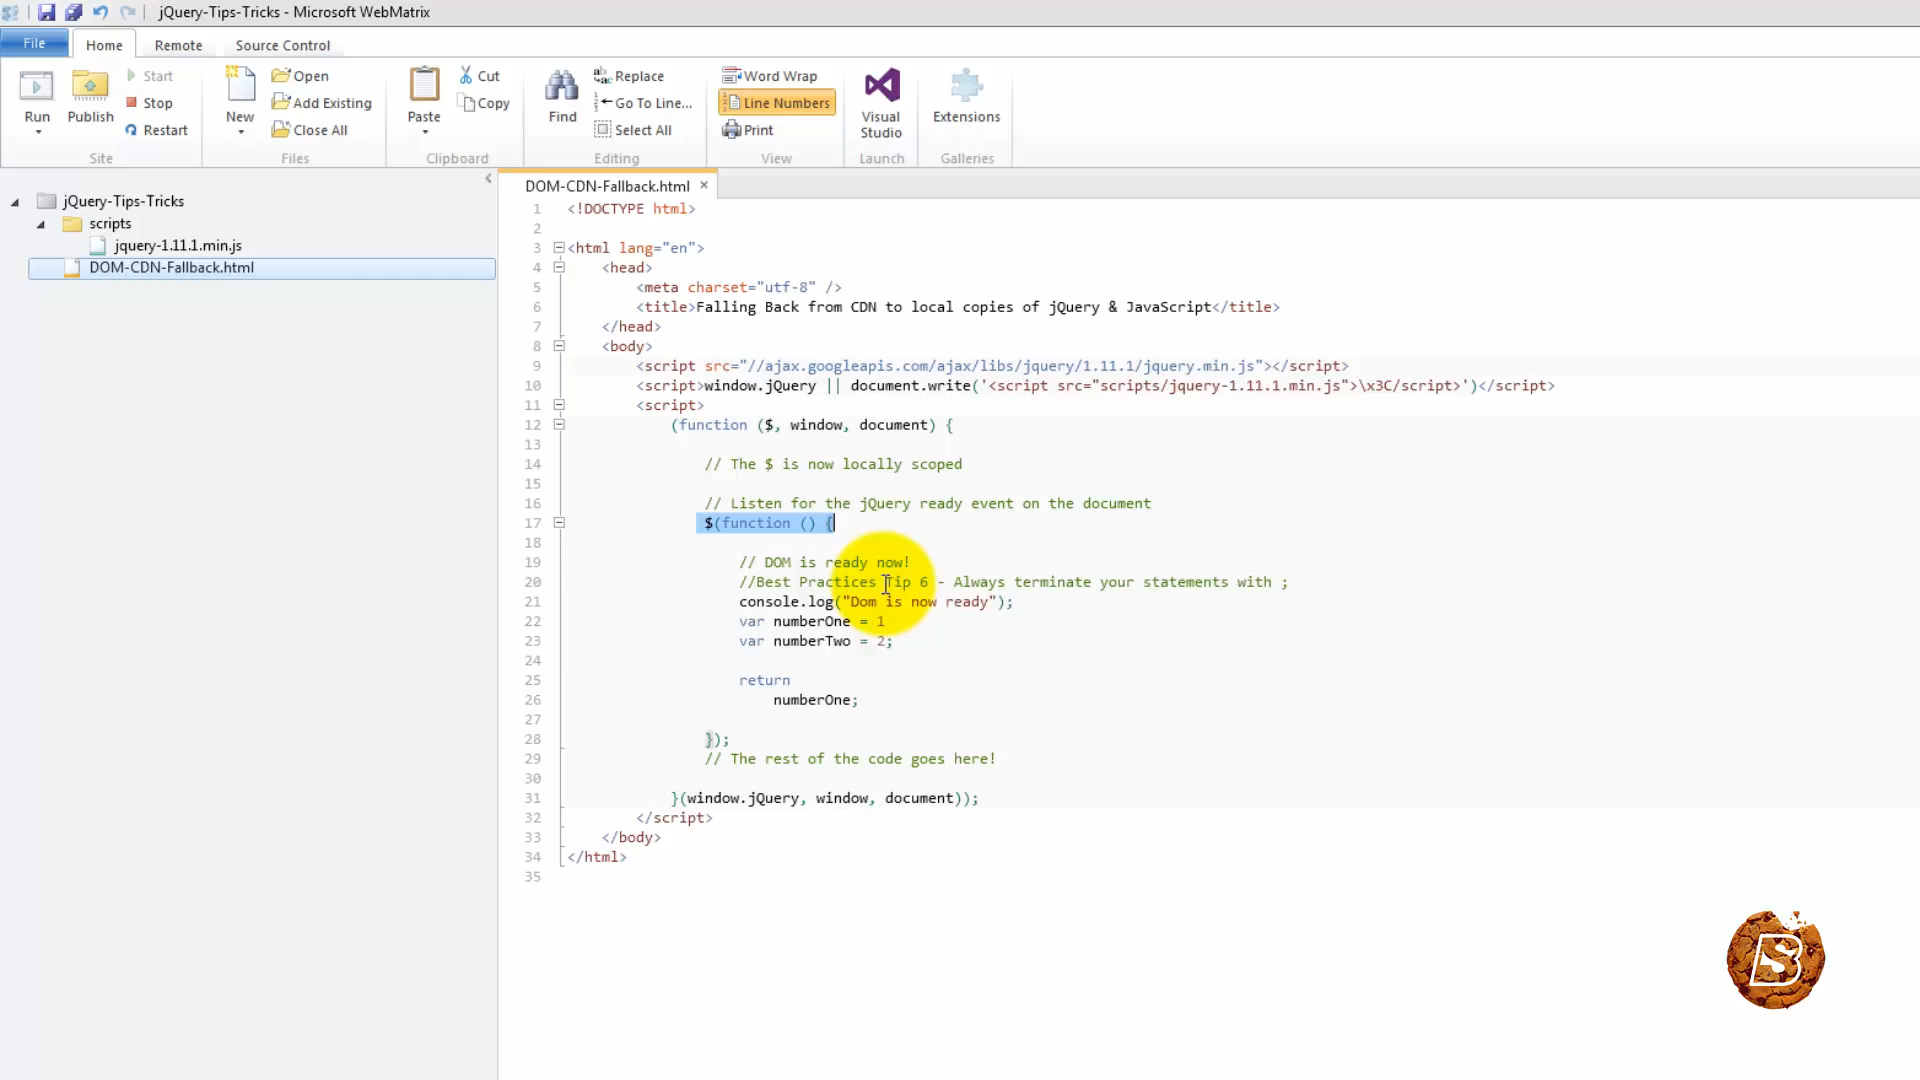 jQuery-Tips-Tricks - Microsoft WebMatrix
File Home Remote Source Control
Run
Publish
Start
Stop
Restart
Site
New
Open
Add Existing
Close All
Files
Paste
Cut
Copy
Clipboard
Find
Replace
Go To Line...
Select All
Editing
Word Wrap
Line Numbers
Print
View
Visual Studio
Launch
Extensions
Galleries
jQuery-Tips-Tricks
scripts
jquery-1.11.1.min.js
DOM-CDN-Fallback.html
DOM-CDN-Fallback.html ×
1 <!DOCTYPE html>
2
3 <html lang="en">
4 <head>
5 <meta charset="utf-8" />
6 <title>Falling Back from CDN to local copies of jQuery & JavaScript</title>
7 </head>
8 <body>
9 <script src="//ajax.googleapis.com/ajax/libs/jquery/1.11.1/jquery.min.js"></script>
10 <script>window.jQuery || document.write('<script src="scripts/jquery-1.11.1.min.js">\x3C/script>')</script>
11 <script>
12 (function ($, window, document) {
13
14 // The $ is now locally scoped
15
16 // Listen for the jQuery ready event on the document
17 $(function () {
18
19 // DOM is ready now!
20 //Best Practices Tip 6 - Always terminate your statements with ;
21 console.log("Dom is now ready");
22 var numberOne = 1
23 var numberTwo = 2;
24
25 return
26 numberOne;
27
28 });
29 // The rest of the code goes here!
30
31 }(window.jQuery, window, document));
32 </script>
33 </body>
34 </html>
35